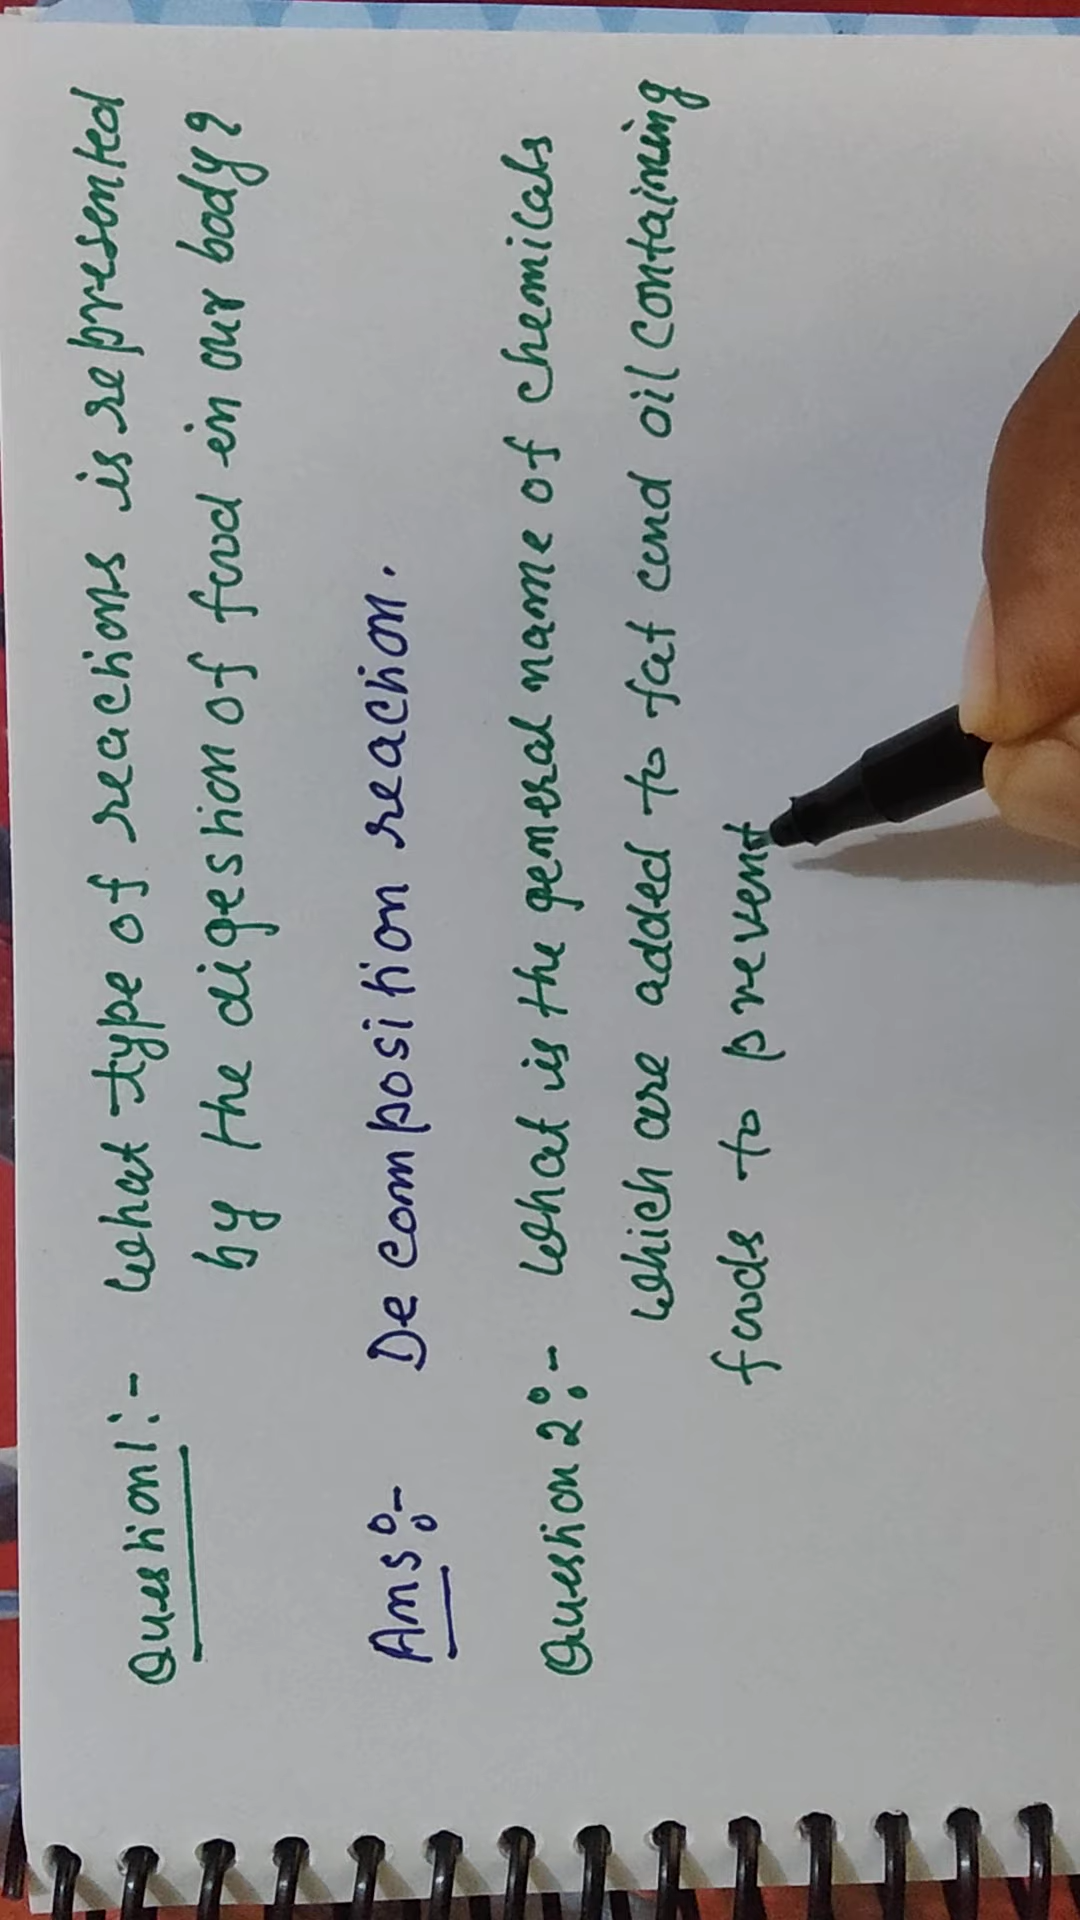 Question 1:- What type of reactions is represented
by the digestion of food in our body?
Ans:- Decomposition reaction.
Question 2:- What is the general name of chemicals
which are added to fat and oil containing
foods to prevent